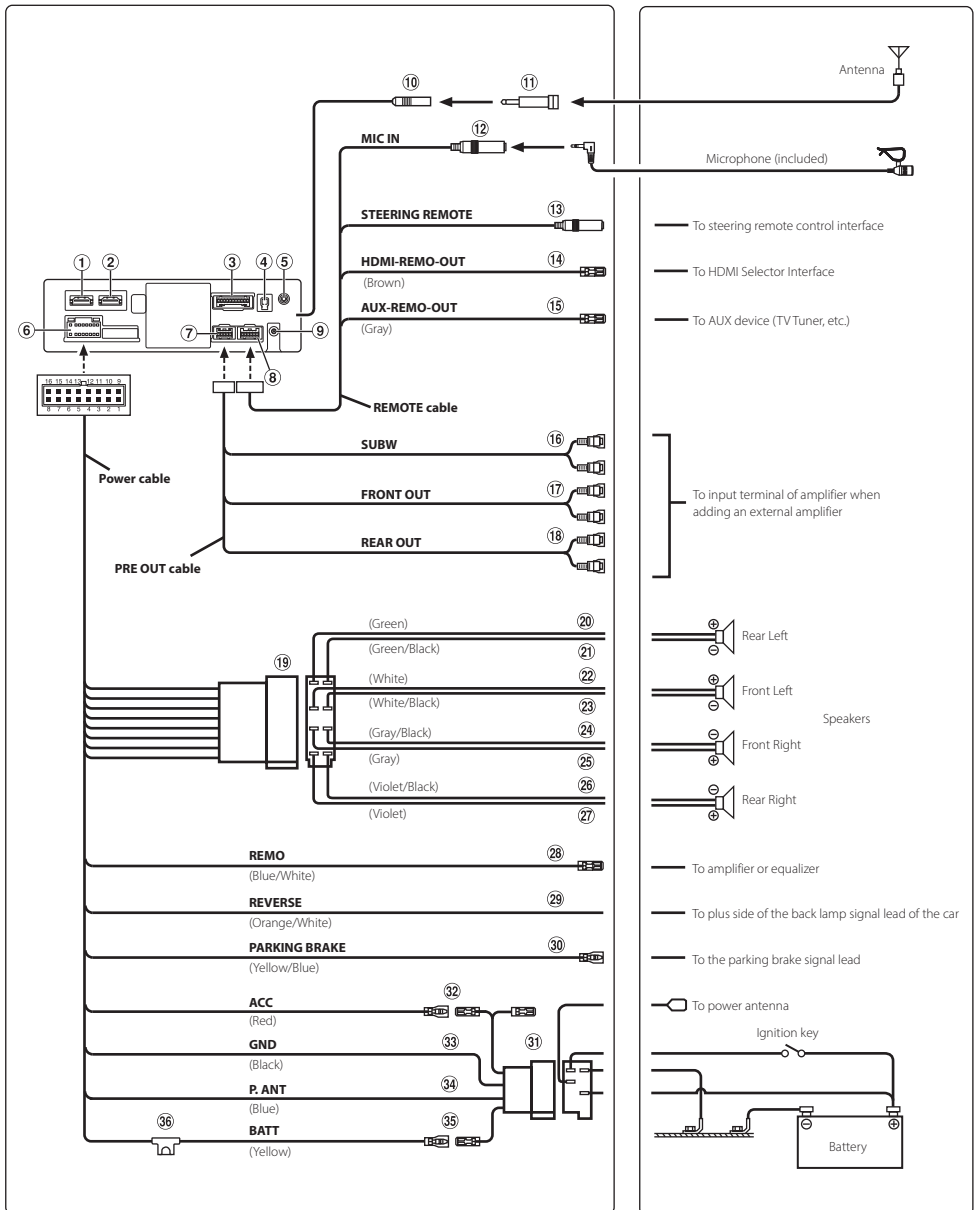 Antenna
⑩
⑪
MIC IN
⑫
Microphone (included)
STEERING REMOTE
⑬
To steering remote control interface
HDMI-REMO-OUT
⑭
(Brown)
To HDMI Selector Interface
AUX-REMO-OUT
⑮
(Gray)
To AUX device (TV Tuner, etc.)
①
②
③
④
⑤
⑥
⑦
⑧
⑨
16 15 14 13 12 11 10 9
8 7 6 5 4 3 2 1
REMOTE cable
Power cable
SUBW
⑯
FRONT OUT
⑰
REAR OUT
⑱
PRE OUT cable
To input terminal of amplifier when
adding an external amplifier
⑲
(Green)
⑳
(Green/Black)
㉑
⊕
⊖
Rear Left
(White)
㉒
(White/Black)
㉓
⊕
⊖
Front Left
Speakers
(Gray/Black)
㉔
(Gray)
㉕
⊖
⊕
Front Right
(Violet/Black)
㉖
(Violet)
㉗
⊖
⊕
Rear Right
REMO
㉘
(Blue/White)
To amplifier or equalizer
REVERSE
㉙
(Orange/White)
To plus side of the back lamp signal lead of the car
PARKING BRAKE
㉚
(Yellow/Blue)
To the parking brake signal lead
ACC
㉜
(Red)
To power antenna
㉛
Ignition key
GND
㉝
(Black)
P. ANT
㉞
(Blue)
BATT
㉟
(Yellow)
㊱
⊖
⊕
Battery